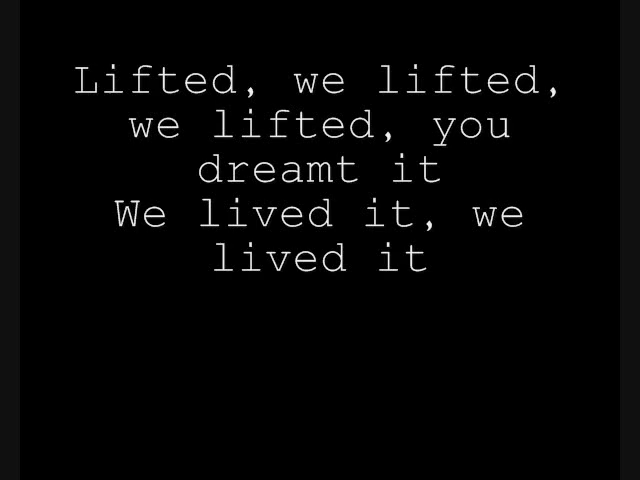 Lifted, we lifted,
we lifted, you
dreamt it
We lived it, we
lived it